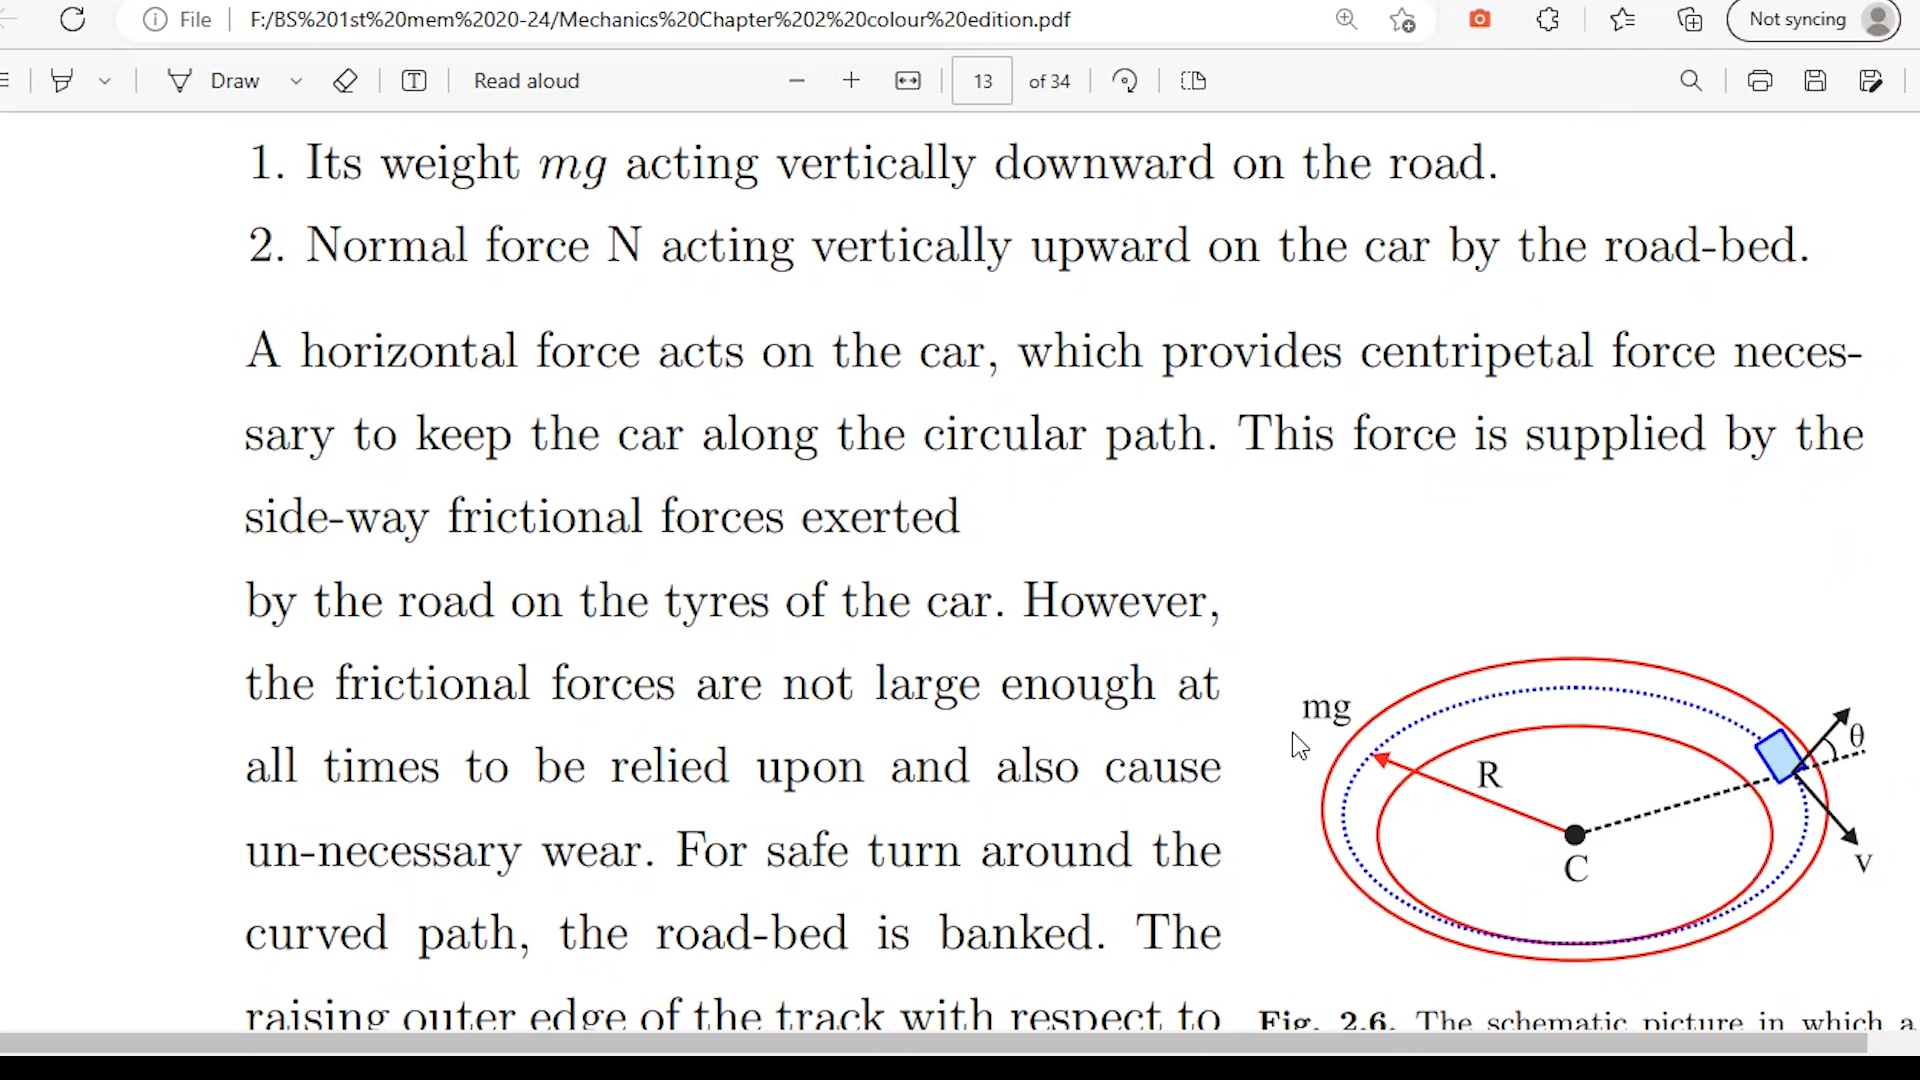 File F:/BS%201st%20mem%2020-24/Mechanics%20Chapter%202%20colour%20edition.pdf Not syncing
Draw Read aloud 13 of 34
1. Its weight mg acting vertically downward on the road.
2. Normal force N acting vertically upward on the car by the road-bed.
A horizontal force acts on the car, which provides centripetal force neces-
sary to keep the car along the circular path. This force is supplied by the
side-way frictional forces exerted
by the road on the tyres of the car. However,
the frictional forces are not large enough at
all times to be relied upon and also cause
un-necessary wear. For safe turn around the
curved path, the road-bed is banked. The
raising outer edge of the track with respect to
mg
θ
R
C
v
Fig. 2.6. The schematic picture in which a